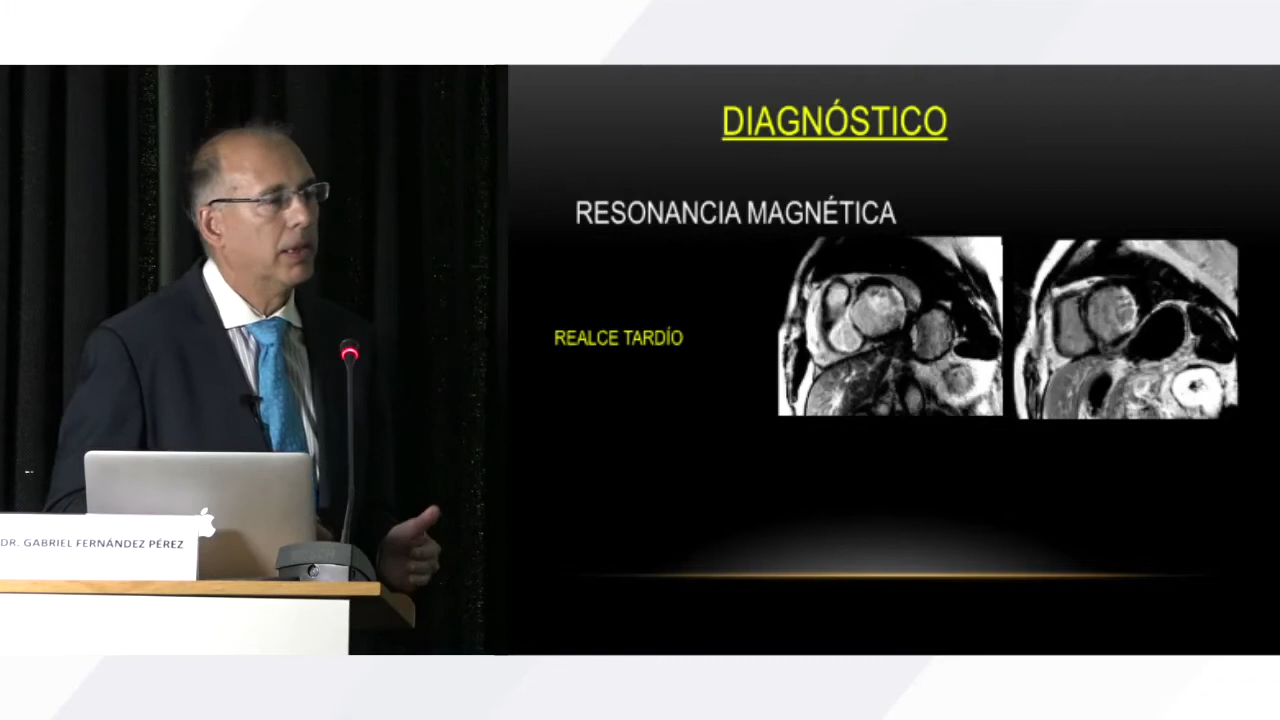 DIAGNÓSTICO
RESONANCIA MAGNÉTICA
REALCE TARDÍO
DR. GABRIEL FERNÁNDEZ PÉREZ